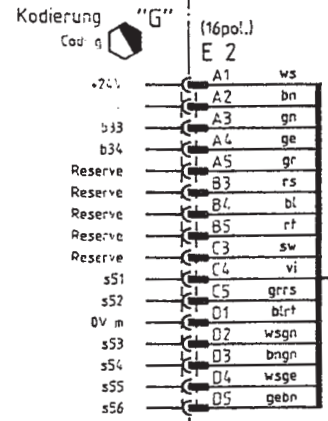 Kodierung "G"
(16pol.)
E 2
A1 ws
A2 bn
b33 A3 gn
b34 A4 ge
Reserve A5 gr
Reserve B3 rs
Reserve B4 bl
Reserve B5 rt
Reserve C3 sw
s51 C4 vi
s52 C5 grrs
0V m D1 blrt
s53 D2 wsgn
s54 D3 bngn
s55 D4 wsge
s56 D5 gebn